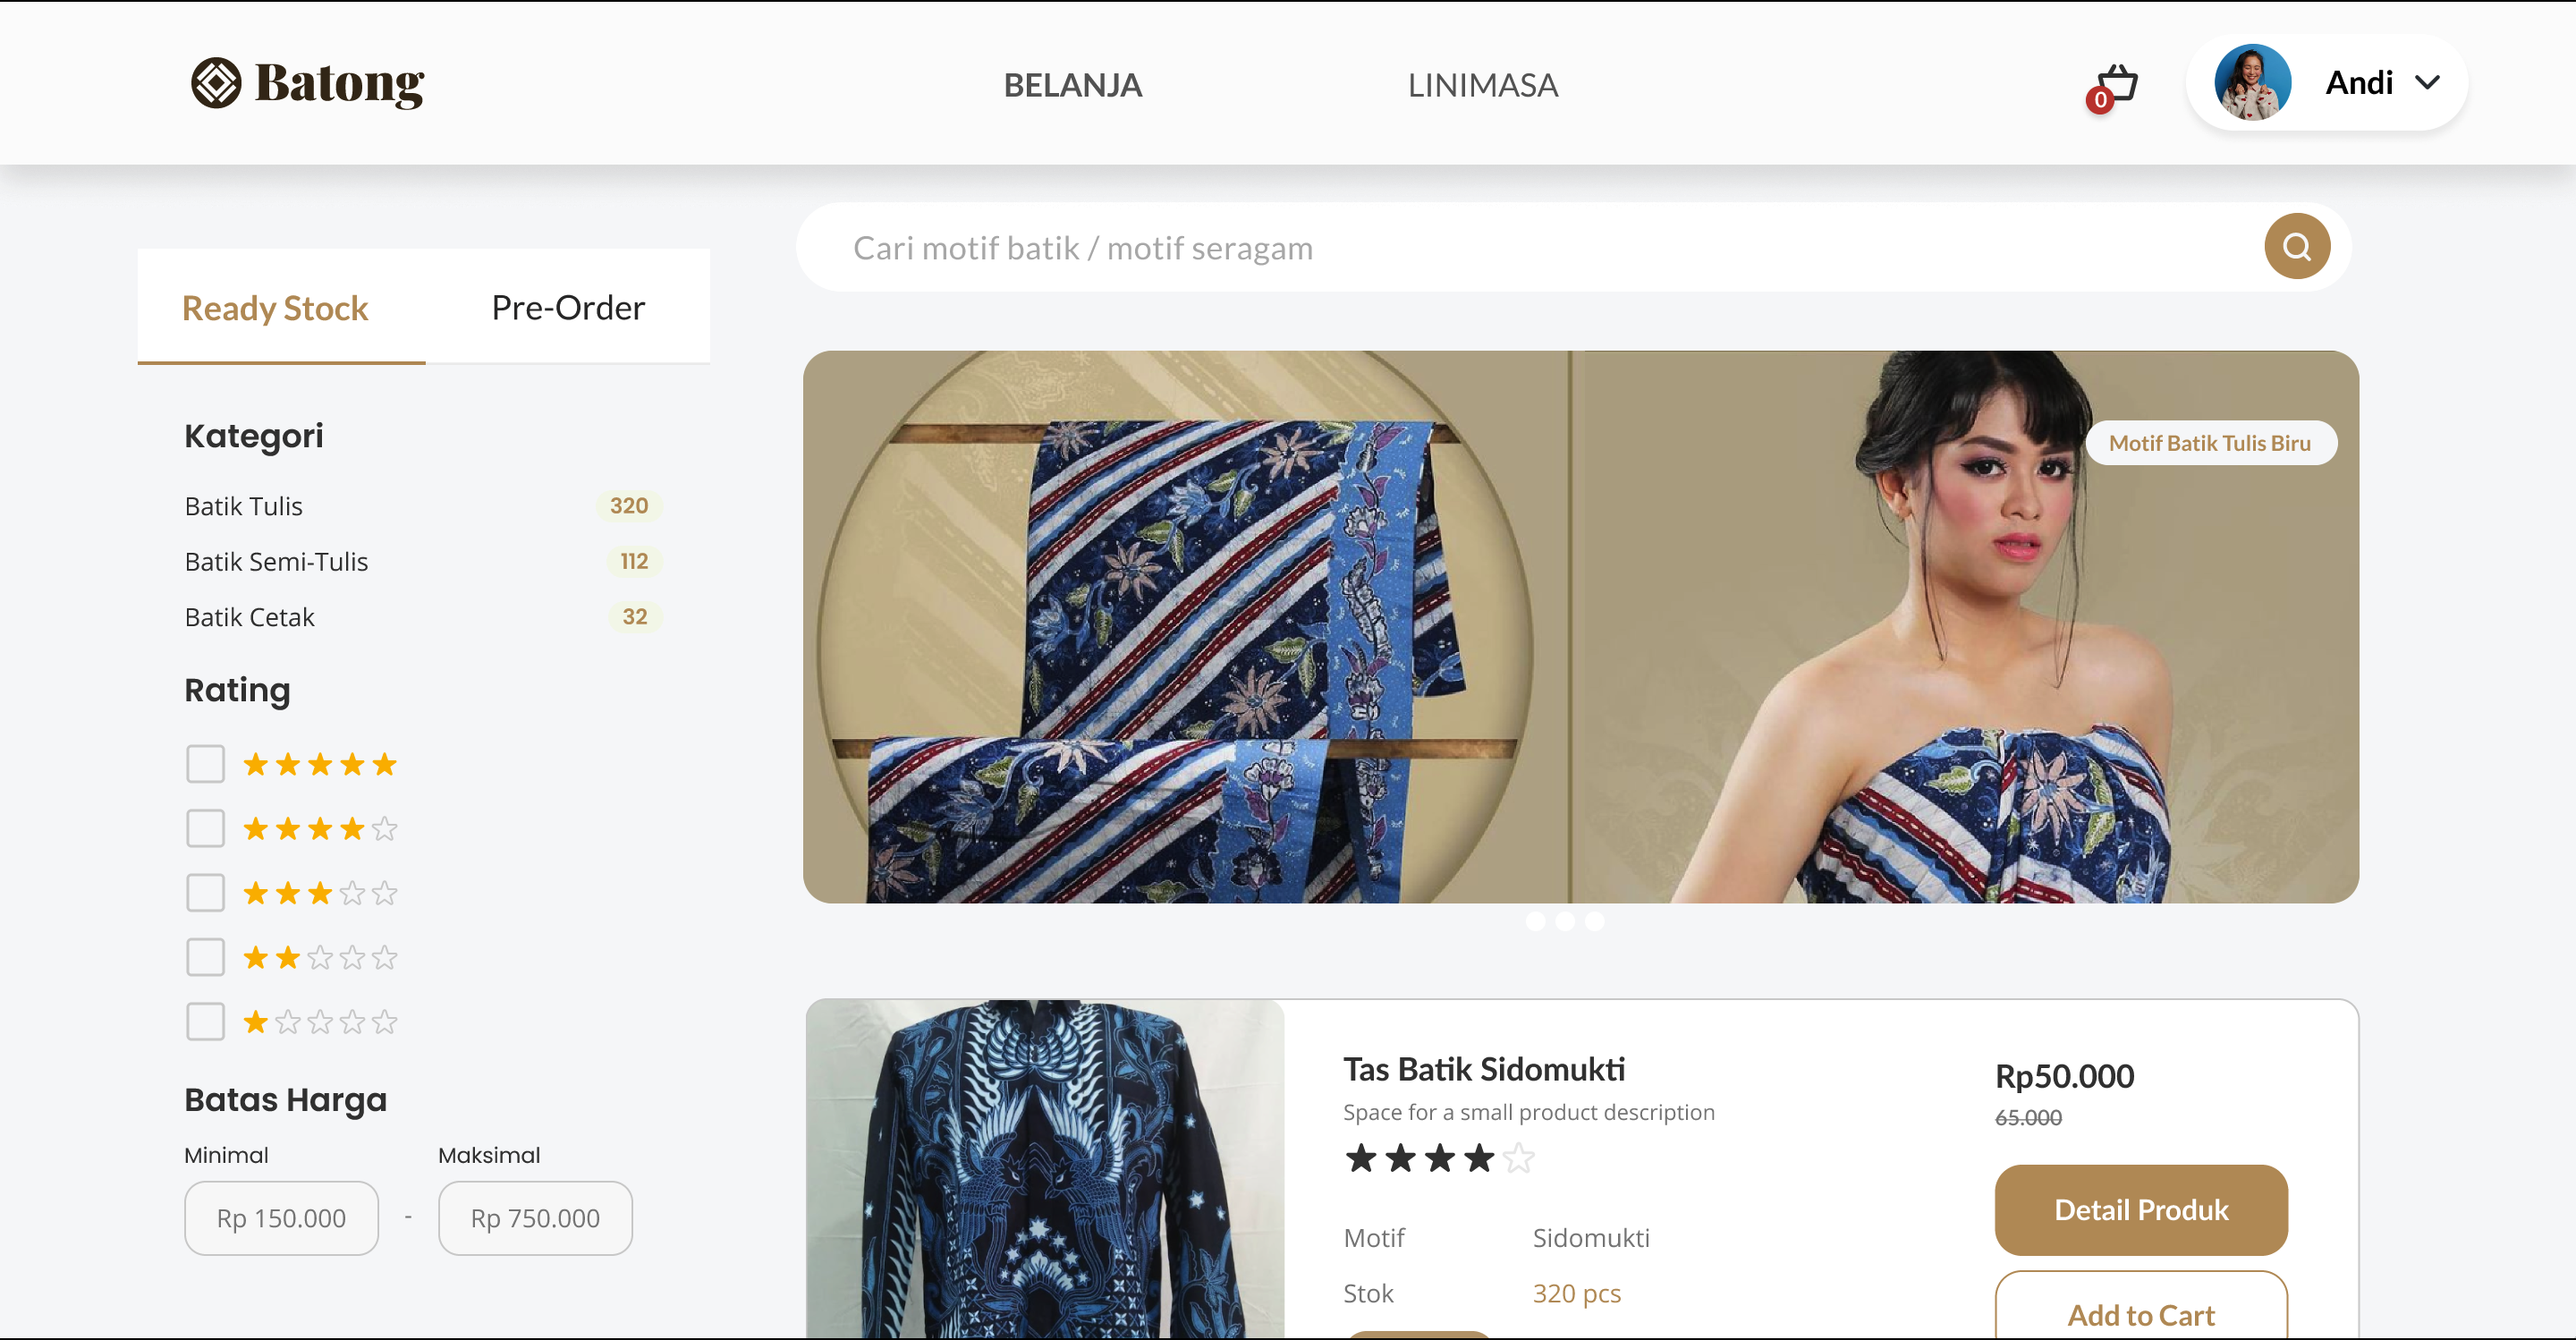 Batong
BELANJA
LINIMASA
0
Andi
Cari motif batik / motif seragam
Ready Stock
Pre-Order
Motif Batik Tulis Biru
Kategori
Batik Tulis
320
Batik Semi-Tulis
112
Batik Cetak
32
Rating
Batas Harga
Minimal
Maksimal
Rp 150.000
-
Rp 750.000
Tas Batik Sidomukti
Space for a small product description
Motif
Sidomukti
Stok
320 pcs
Rp50.000
65.000
Detail Produk
Add to Cart